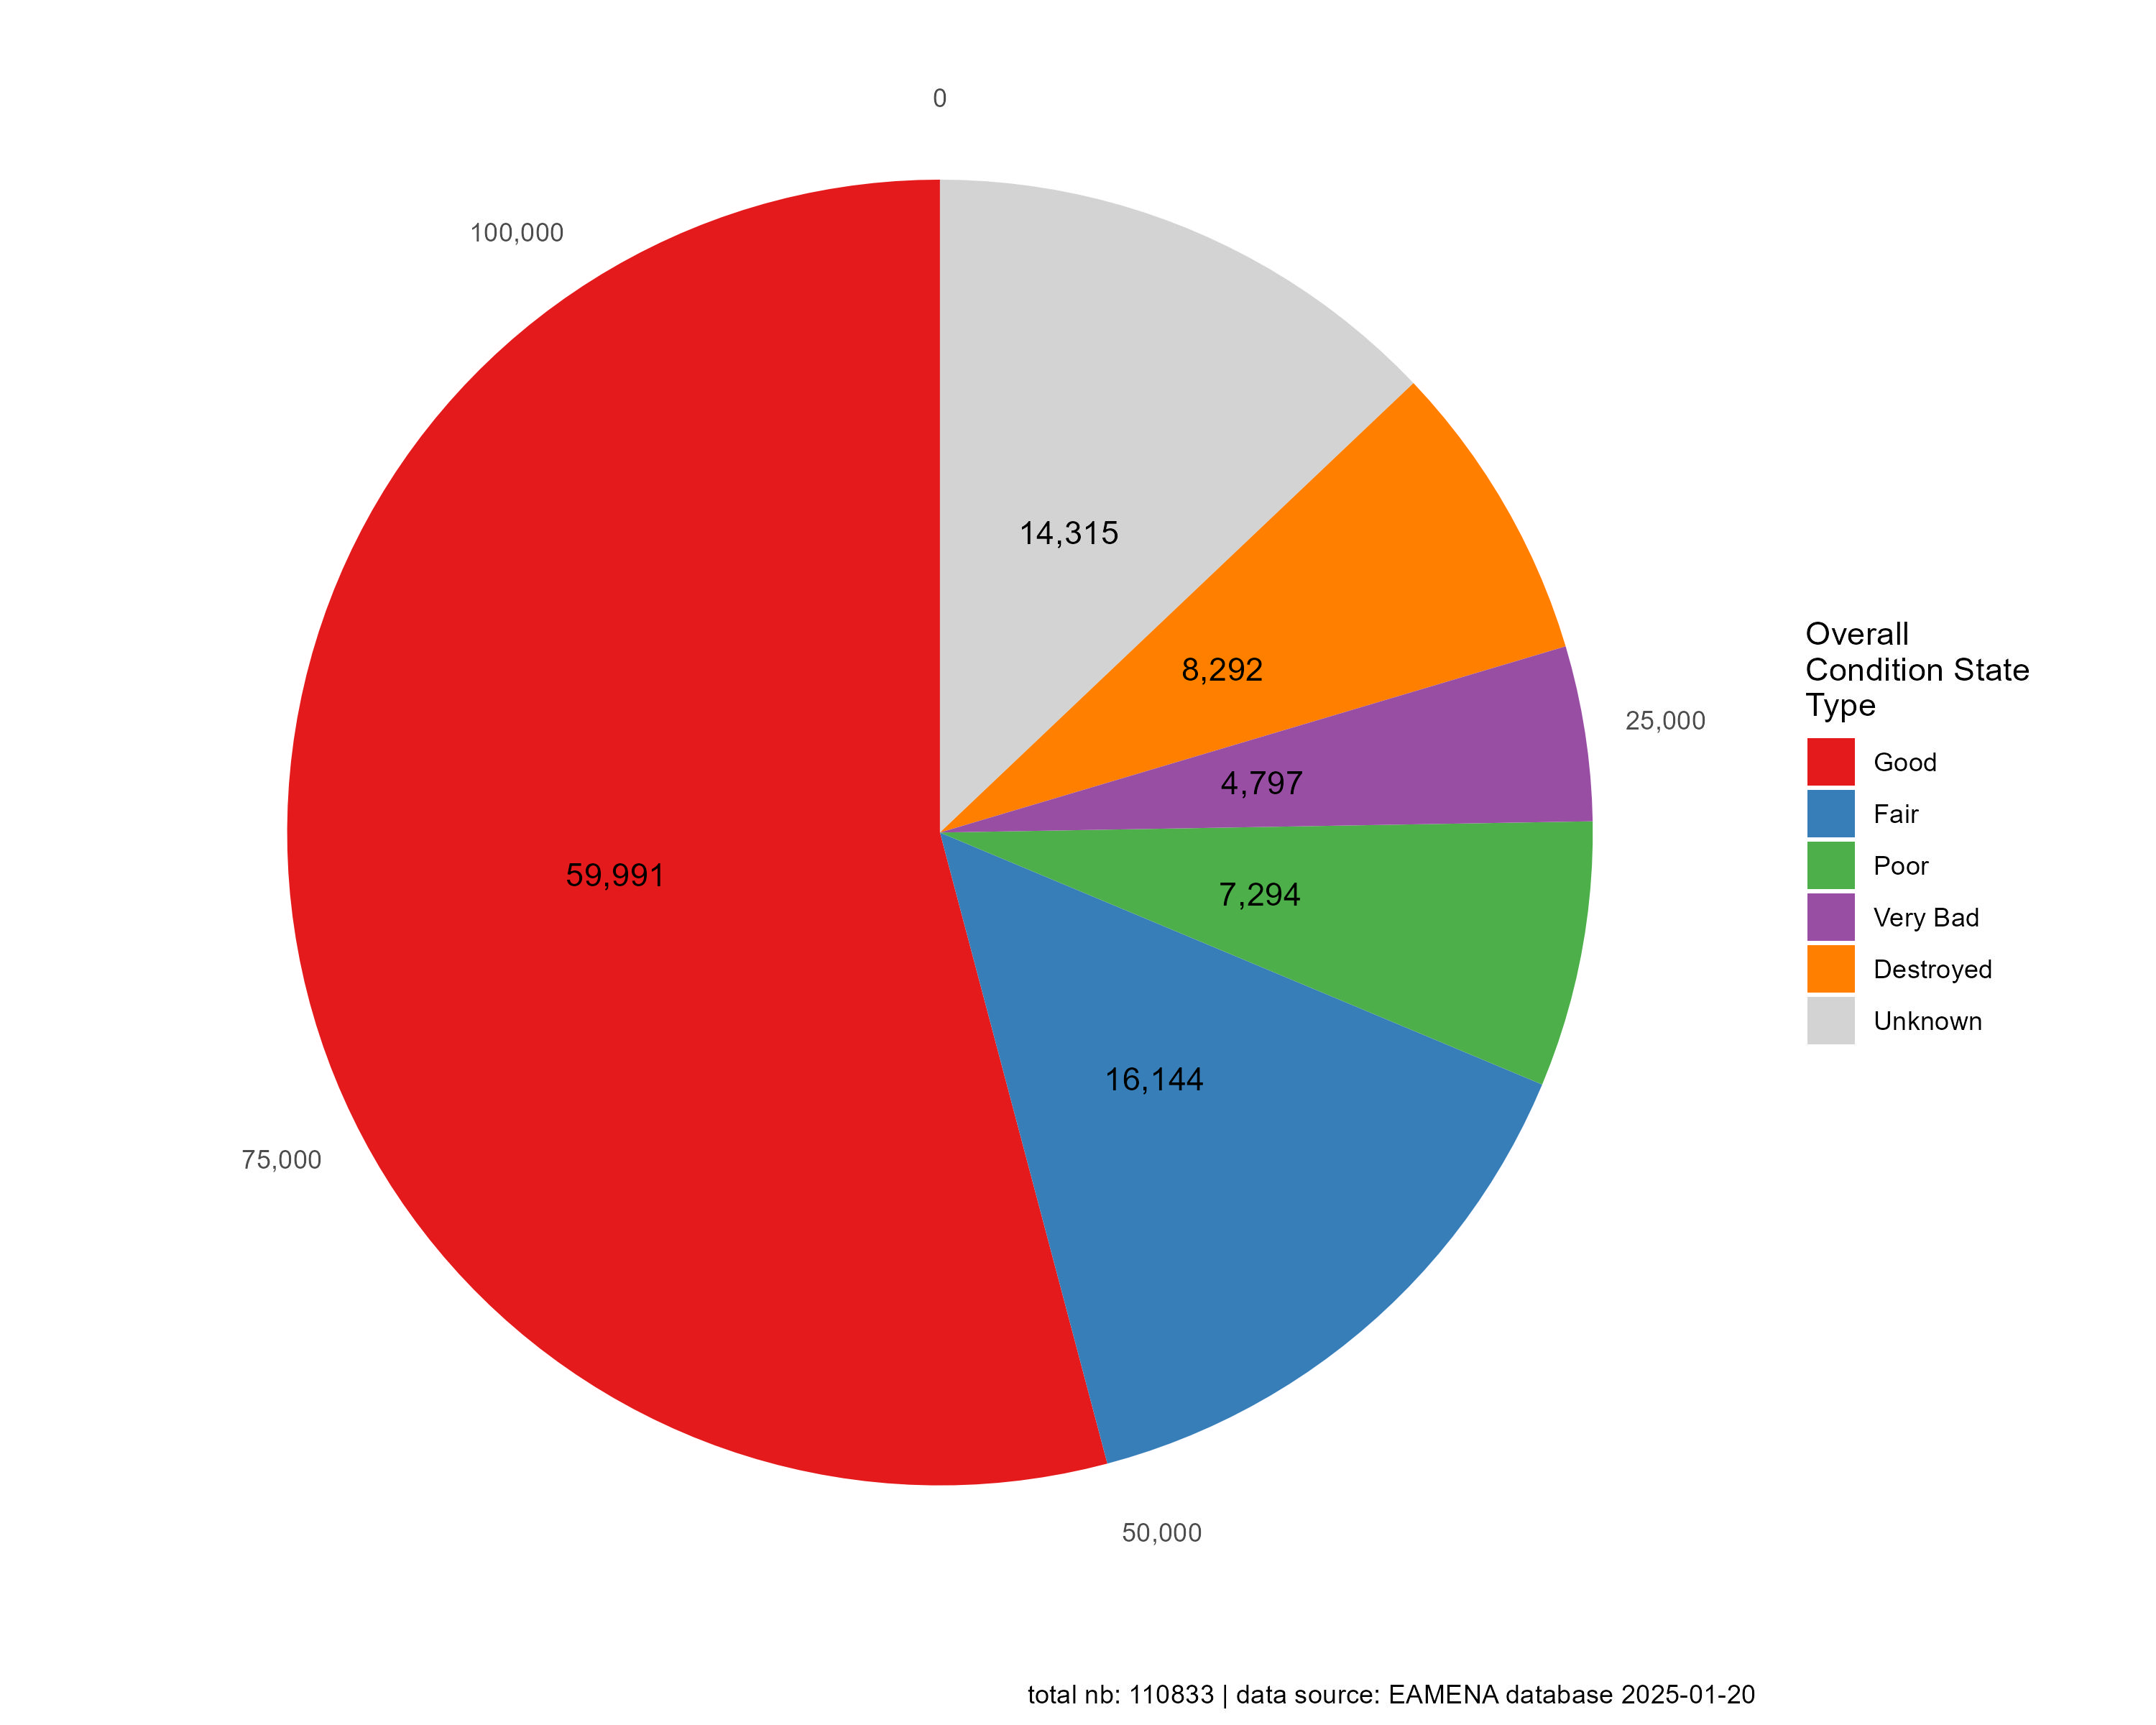 0
100,000
14,315
8,292
Overall
Condition State
Type
25,000
Good
4,797
Fair
59,991
7,294
Poor
Very Bad
Destroyed
Unknown
16,144
75,000
50,000
total nb: 110833 | data source: EAMENA database 2025-01-20